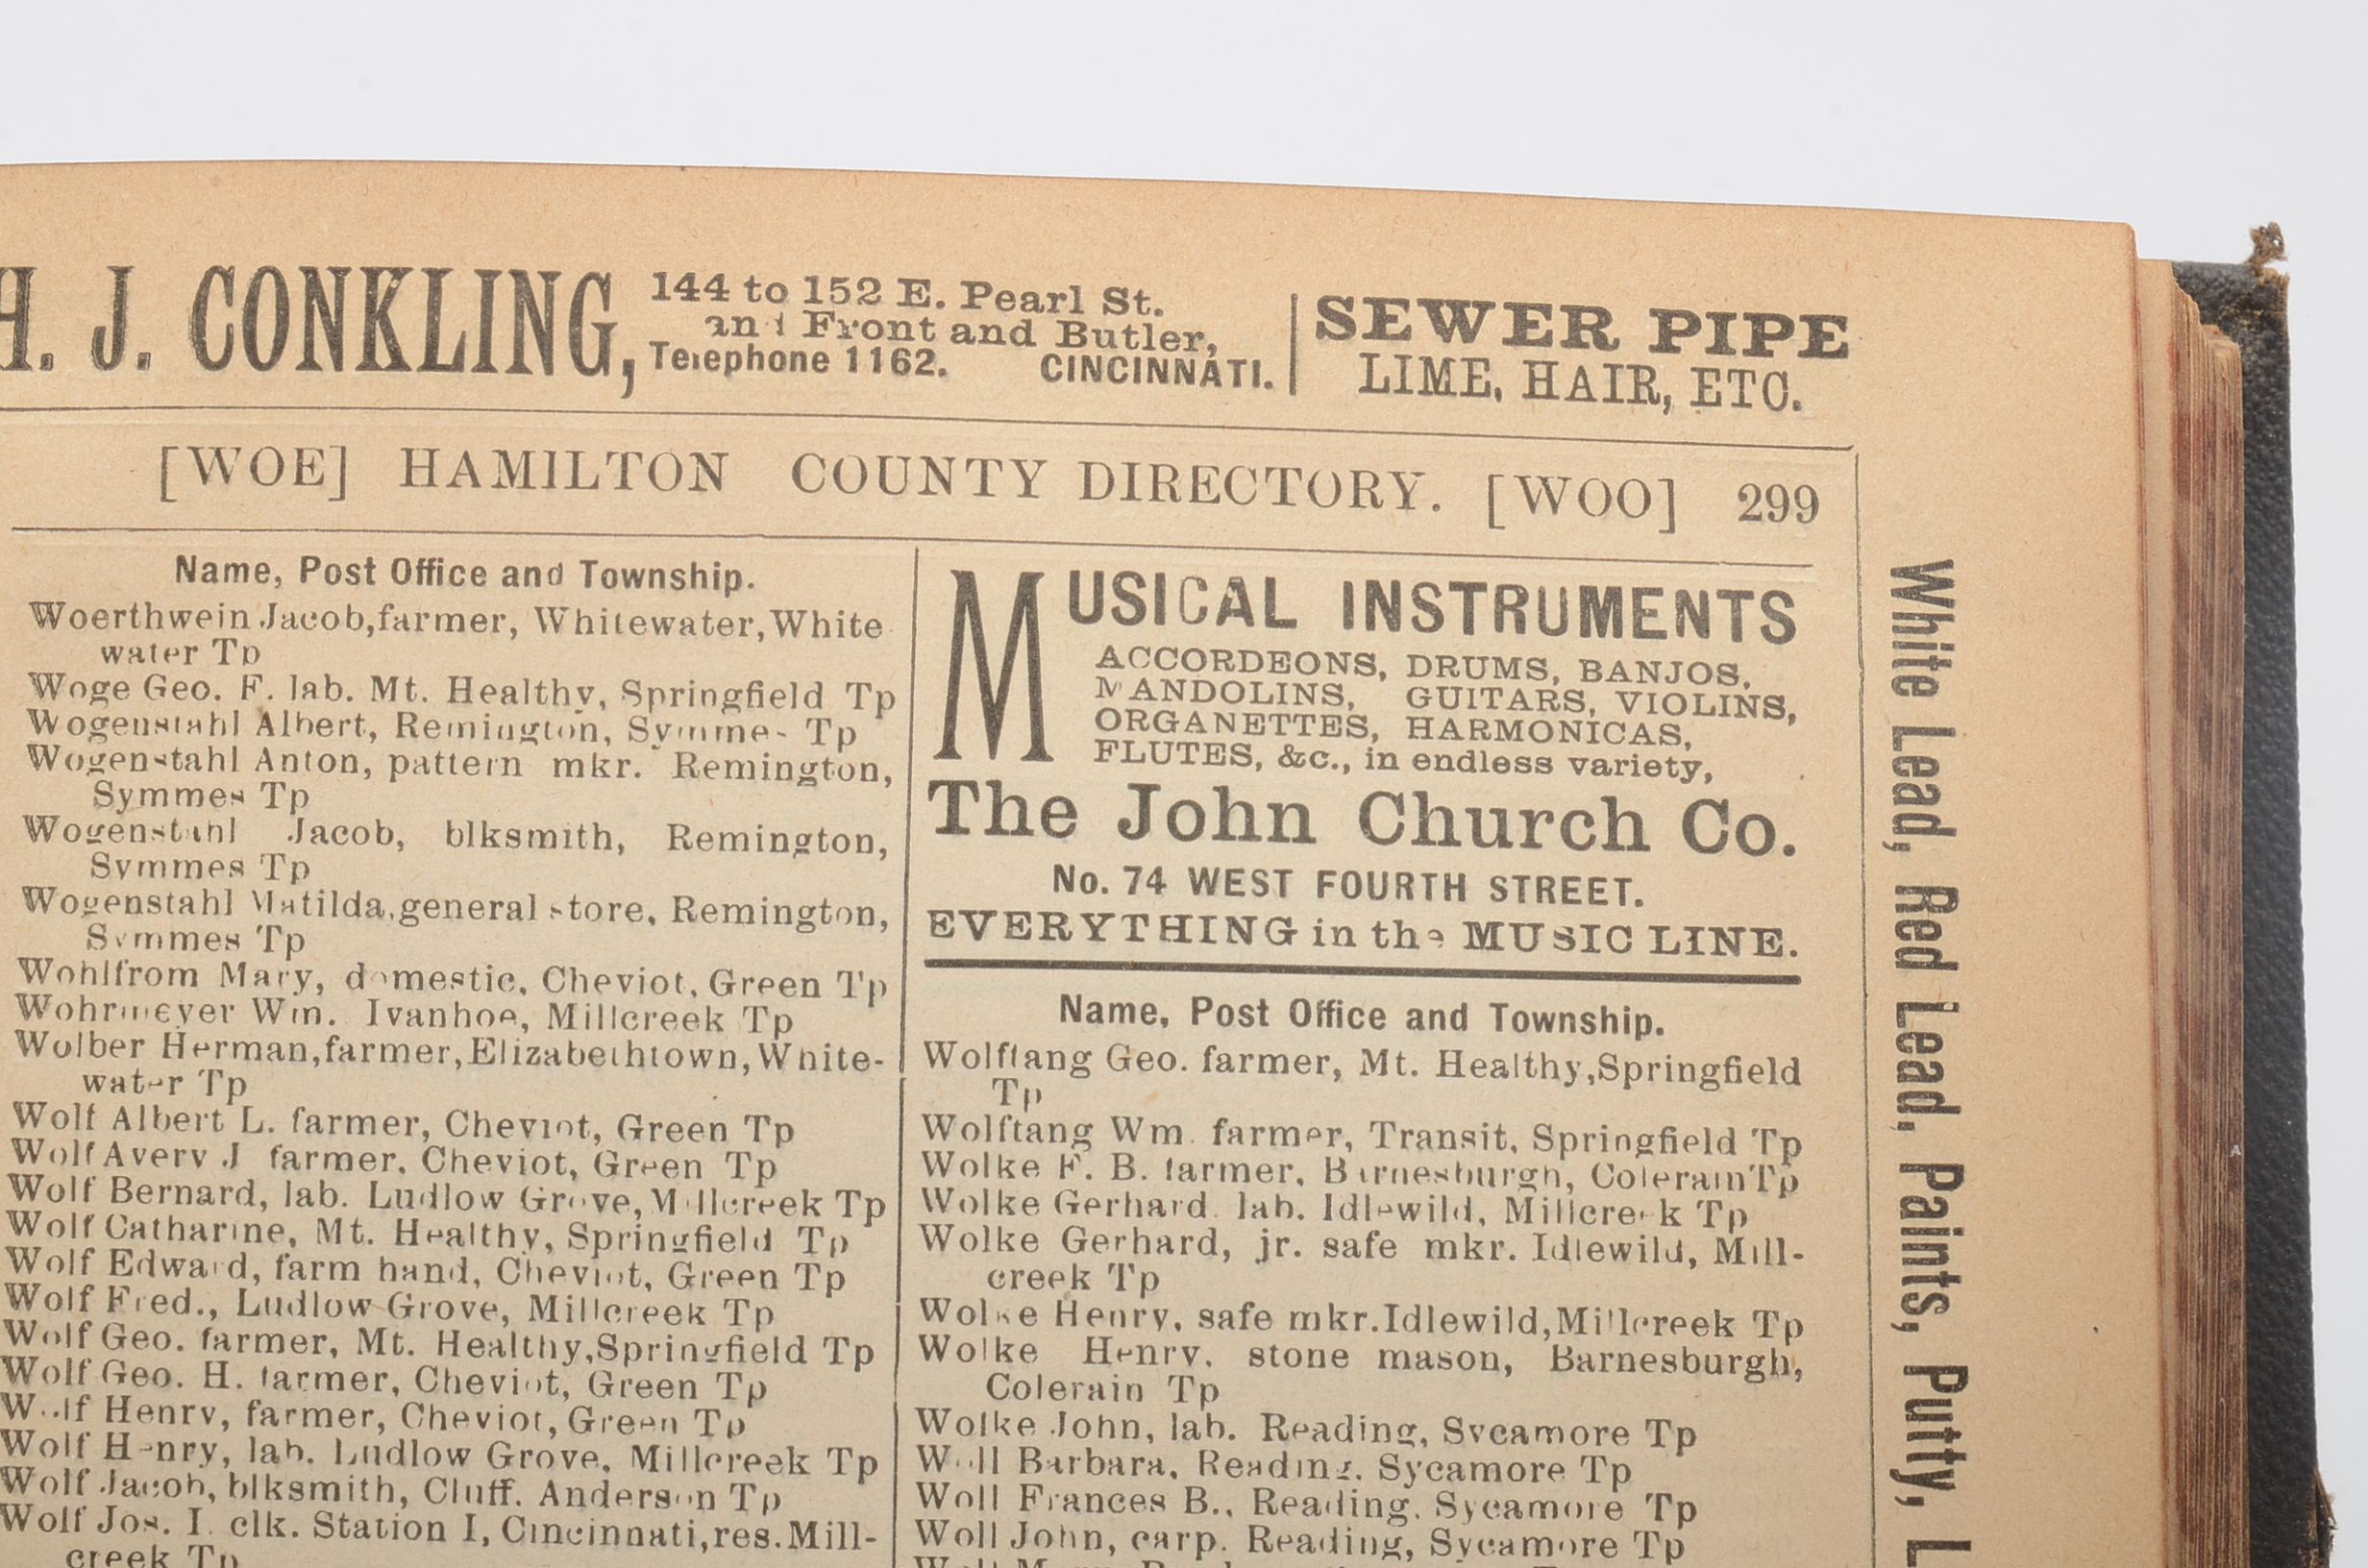 H. J. CONKLING,
144 to 152 E. Pearl St.
and Front and Butler,
Telephone 1162. CINCINNATI.
SEWER PIPE
LIME, HAIR, ETC.
[WOE] HAMILTON COUNTY DIRECTORY. [WOO] 299
Name, Post Office and Township.
Woerthwein Jacob, farmer, Whitewater, White
water Tp
Woge Geo. F. lab. Mt. Healthy, Springfield Tp
Wogenstahl Albert, Remington, Symmes Tp
Wogenstahl Anton, pattern mkr. Remington,
Symmes Tp
Wogenstahl Jacob, blksmith, Remington,
Symmes Tp
Wogenstahl Matilda, general store, Remington,
Symmes Tp
Wohlfrom Mary, domestic, Cheviot, Green Tp
Wohrmeyer Wm. Ivanhoe, Millcreek Tp
Wolber Herman, farmer, Elizabethtown, White-
water Tp
Wolf Albert L. farmer, Cheviot, Green Tp
Wolf Avery J farmer, Cheviot, Green Tp
Wolf Bernard, lab. Ludlow Grove, Millcreek Tp
Wolf Catharine, Mt. Healthy, Springfield Tp
Wolf Edward, farm hand, Cheviot, Green Tp
Wolf Fred., Ludlow Grove, Millcreek Tp
Wolf Geo. farmer, Mt. Healthy, Springfield Tp
Wolf Geo. H. farmer, Cheviot, Green Tp
Wolf Henry, farmer, Cheviot, Green Tp
Wolf Henry, lab. Ludlow Grove, Millcreek Tp
Wolf Jacob, blksmith, Cluff, Anderson Tp
Wolf Jos. I. clk. Station I, Cincinnati, res. Mill-
creek Tp
MUSICAL INSTRUMENTS
ACCORDEONS, DRUMS, BANJOS,
MANDOLINS, GUITARS, VIOLINS,
ORGANETTES, HARMONICAS,
FLUTES, &c., in endless variety,
The John Church Co.
No. 74 WEST FOURTH STREET.
EVERYTHING in the MUSIC LINE.
Name, Post Office and Township.
Wolftang Geo. farmer, Mt. Healthy, Springfield
Tp
Wolftang Wm. farmer, Transit, Springfield Tp
Wolke F. B. farmer, Barnesburgh, Colerain Tp
Wolke Gerhard. lab. Idlewild, Millcreek Tp
Wolke Gerhard, jr. safe mkr. Idlewild, Mill-
creek Tp
Wolke Henry, safe mkr. Idlewild, Millcreek Tp
Wolke Henry, stone mason, Barnesburgh,
Colerain Tp
Wolke John, lab. Reading, Sycamore Tp
Woll Barbara, Reading, Sycamore Tp
Woll Frances B., Reading, Sycamore Tp
Woll John, carp. Reading, Sycamore Tp
White Lead, Red Lead, Paints, Putty,